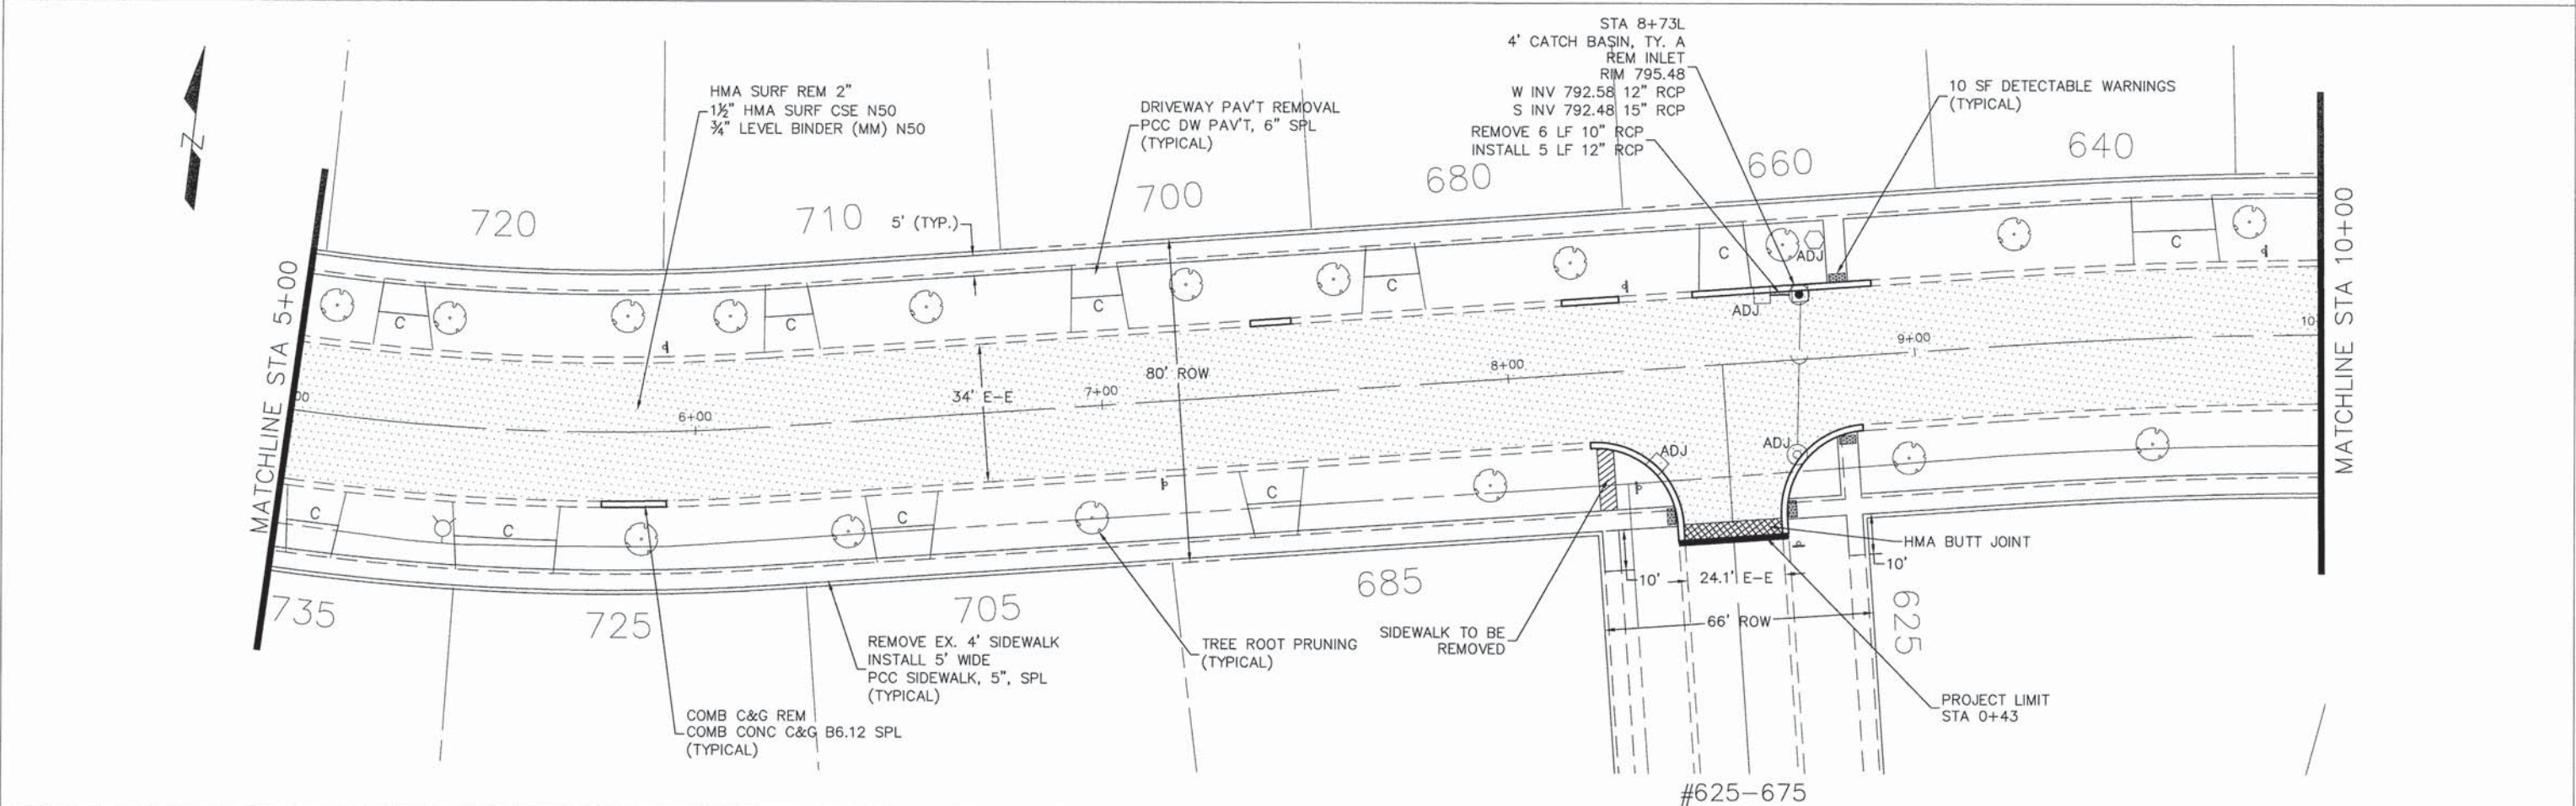 STA 8+73L
4' CATCH BASIN, TY. A
REM INLET
RIM 795.48
W INV 792.58 12" RCP
S INV 792.48 15" RCP
REMOVE 6 LF 10" RCP
INSTALL 5 LF 12" RCP
HMA SURF REM 2"
1½" HMA SURF CSE N50
¾" LEVEL BINDER (MM) N50
DRIVEWAY PAV'T REMOVAL
PCC DW PAV'T, 6" SPL
(TYPICAL)
10 SF DETECTABLE WARNINGS
(TYPICAL)
N
720
710
5' (TYP.)
700
680
660
640
MATCHLINE STA 5+00
MATCHLINE STA 10+00
C
C
C
C
C
C
ADJ
ADJ
00
6+00
7+00
8+00
9+00
10
34' E-E
80' ROW
C
C
C
C
ADJ
ADJ
735
725
705
685
625
10'
24.1' E-E
10'
66' ROW
HMA BUTT JOINT
REMOVE EX. 4' SIDEWALK
INSTALL 5' WIDE
PCC SIDEWALK, 5", SPL
(TYPICAL)
TREE ROOT PRUNING
(TYPICAL)
SIDEWALK TO BE
REMOVED
PROJECT LIMIT
STA 0+43
COMB C&G REM
COMB CONC C&G B6.12 SPL
(TYPICAL)
#625-675